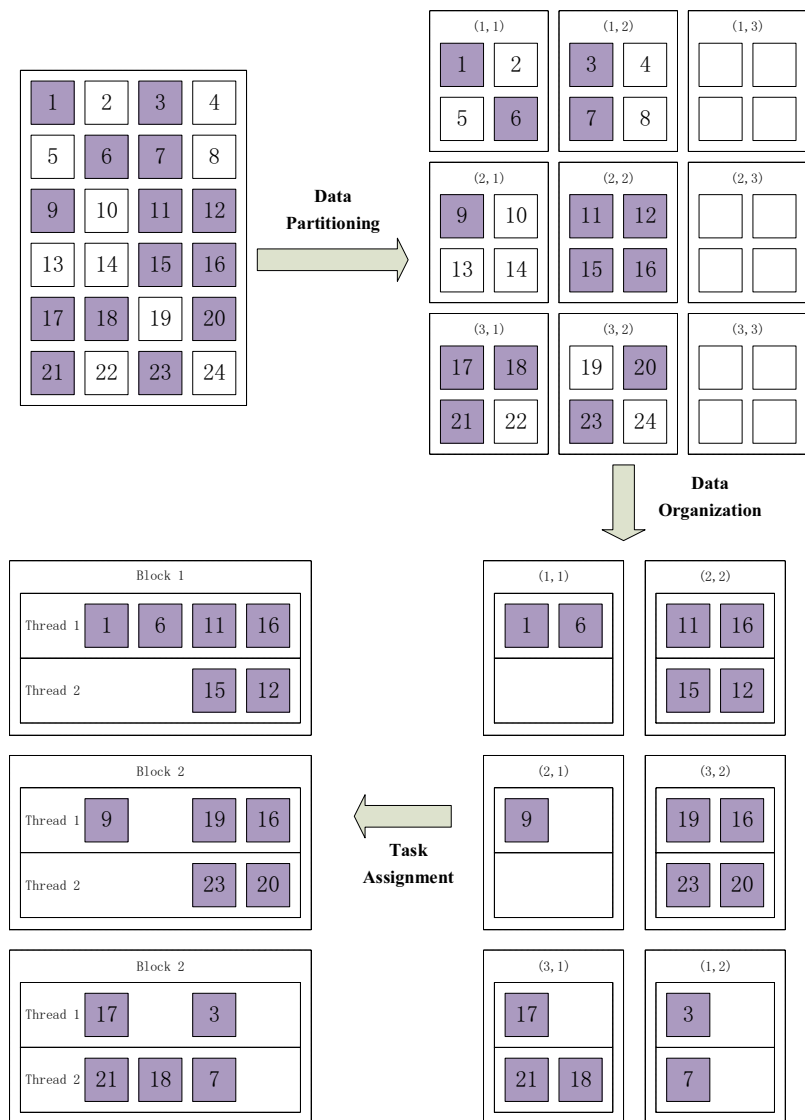 1 2 3 4
5 6 7 8
9 10 11 12
13 14 15 16
17 18 19 20
21 22 23 24
Data
Partitioning
(1, 1) (1, 2) (1, 3)
1 2 3 4
5 6 7 8
(2, 1) (2, 2) (2, 3)
9 10 11 12
13 14 15 16
(3, 1) (3, 2) (3, 3)
17 18 19 20
21 22 23 24
Data
Organization
(1, 1) (2, 2)
1 6 11 16
15 12
(2, 1) (3, 2)
9 19 16
23 20
(3, 1) (1, 2)
17 3
21 18 7
Task
Assignment
Block 1
Thread 1 1 6 11 16
Thread 2 15 12
Block 2
Thread 1 9 19 16
Thread 2 23 20
Block 2
Thread 1 17 3
Thread 2 21 18 7